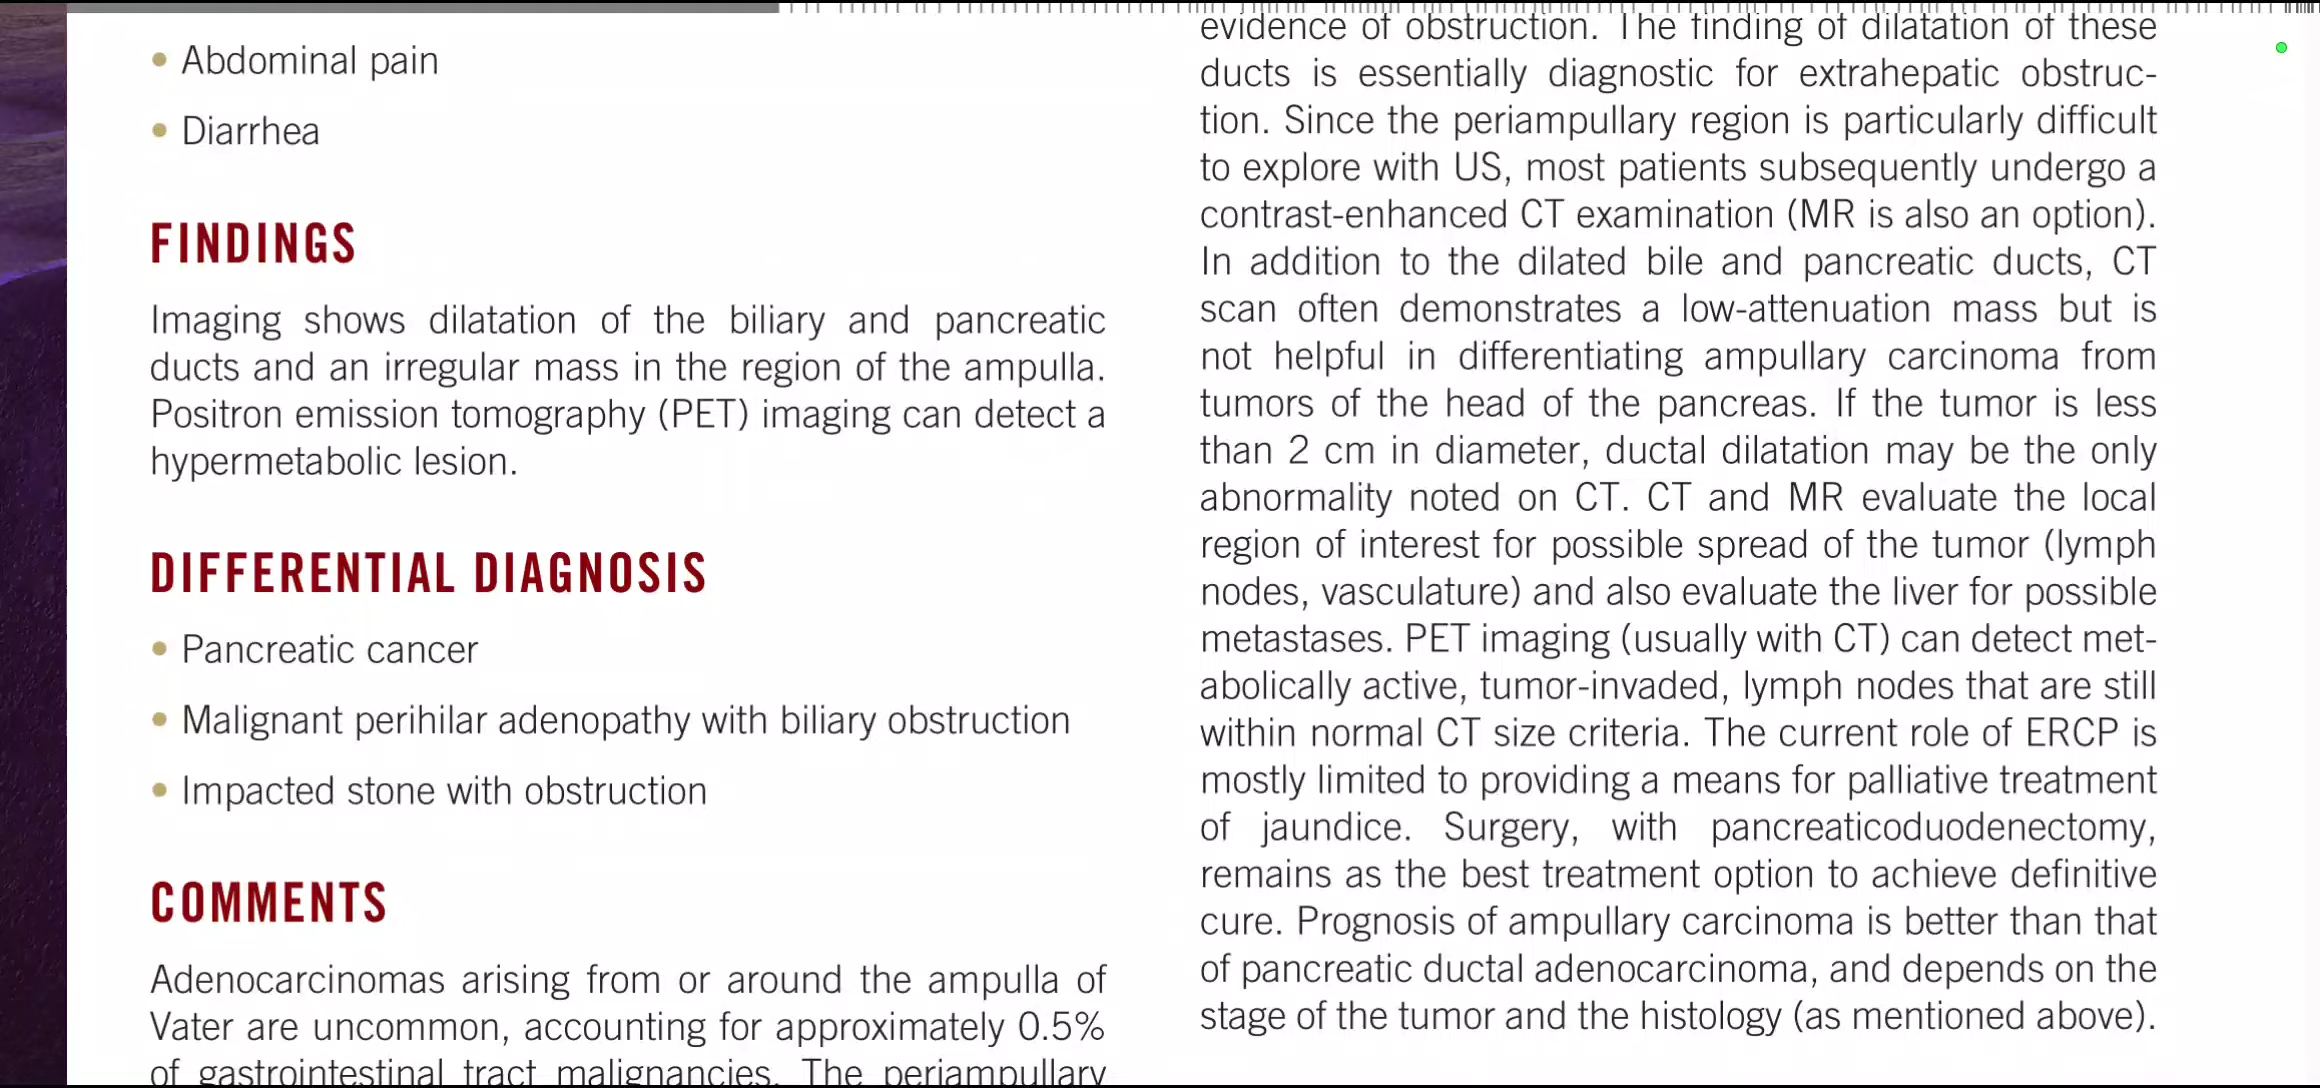 • Abdominal pain
• Diarrhea
FINDINGS
Imaging shows dilatation of the biliary and pancreatic
ducts and an irregular mass in the region of the ampulla.
Positron emission tomography (PET) imaging can detect a
hypermetabolic lesion.
DIFFERENTIAL DIAGNOSIS
• Pancreatic cancer
• Malignant perihilar adenopathy with biliary obstruction
• Impacted stone with obstruction
COMMENTS
Adenocarcinomas arising from or around the ampulla of
Vater are uncommon, accounting for approximately 0.5%
of gastrointestinal tract malignancies. The periampullary
evidence of obstruction. The finding of dilatation of these
ducts is essentially diagnostic for extrahepatic obstruc-
tion. Since the periampullary region is particularly difficult
to explore with US, most patients subsequently undergo a
contrast-enhanced CT examination (MR is also an option).
In addition to the dilated bile and pancreatic ducts, CT
scan often demonstrates a low-attenuation mass but is
not helpful in differentiating ampullary carcinoma from
tumors of the head of the pancreas. If the tumor is less
than 2 cm in diameter, ductal dilatation may be the only
abnormality noted on CT. CT and MR evaluate the local
region of interest for possible spread of the tumor (lymph
nodes, vasculature) and also evaluate the liver for possible
metastases. PET imaging (usually with CT) can detect met-
abolically active, tumor-invaded, lymph nodes that are still
within normal CT size criteria. The current role of ERCP is
mostly limited to providing a means for palliative treatment
of jaundice. Surgery, with pancreaticoduodenectomy,
remains as the best treatment option to achieve definitive
cure. Prognosis of ampullary carcinoma is better than that
of pancreatic ductal adenocarcinoma, and depends on the
stage of the tumor and the histology (as mentioned above).